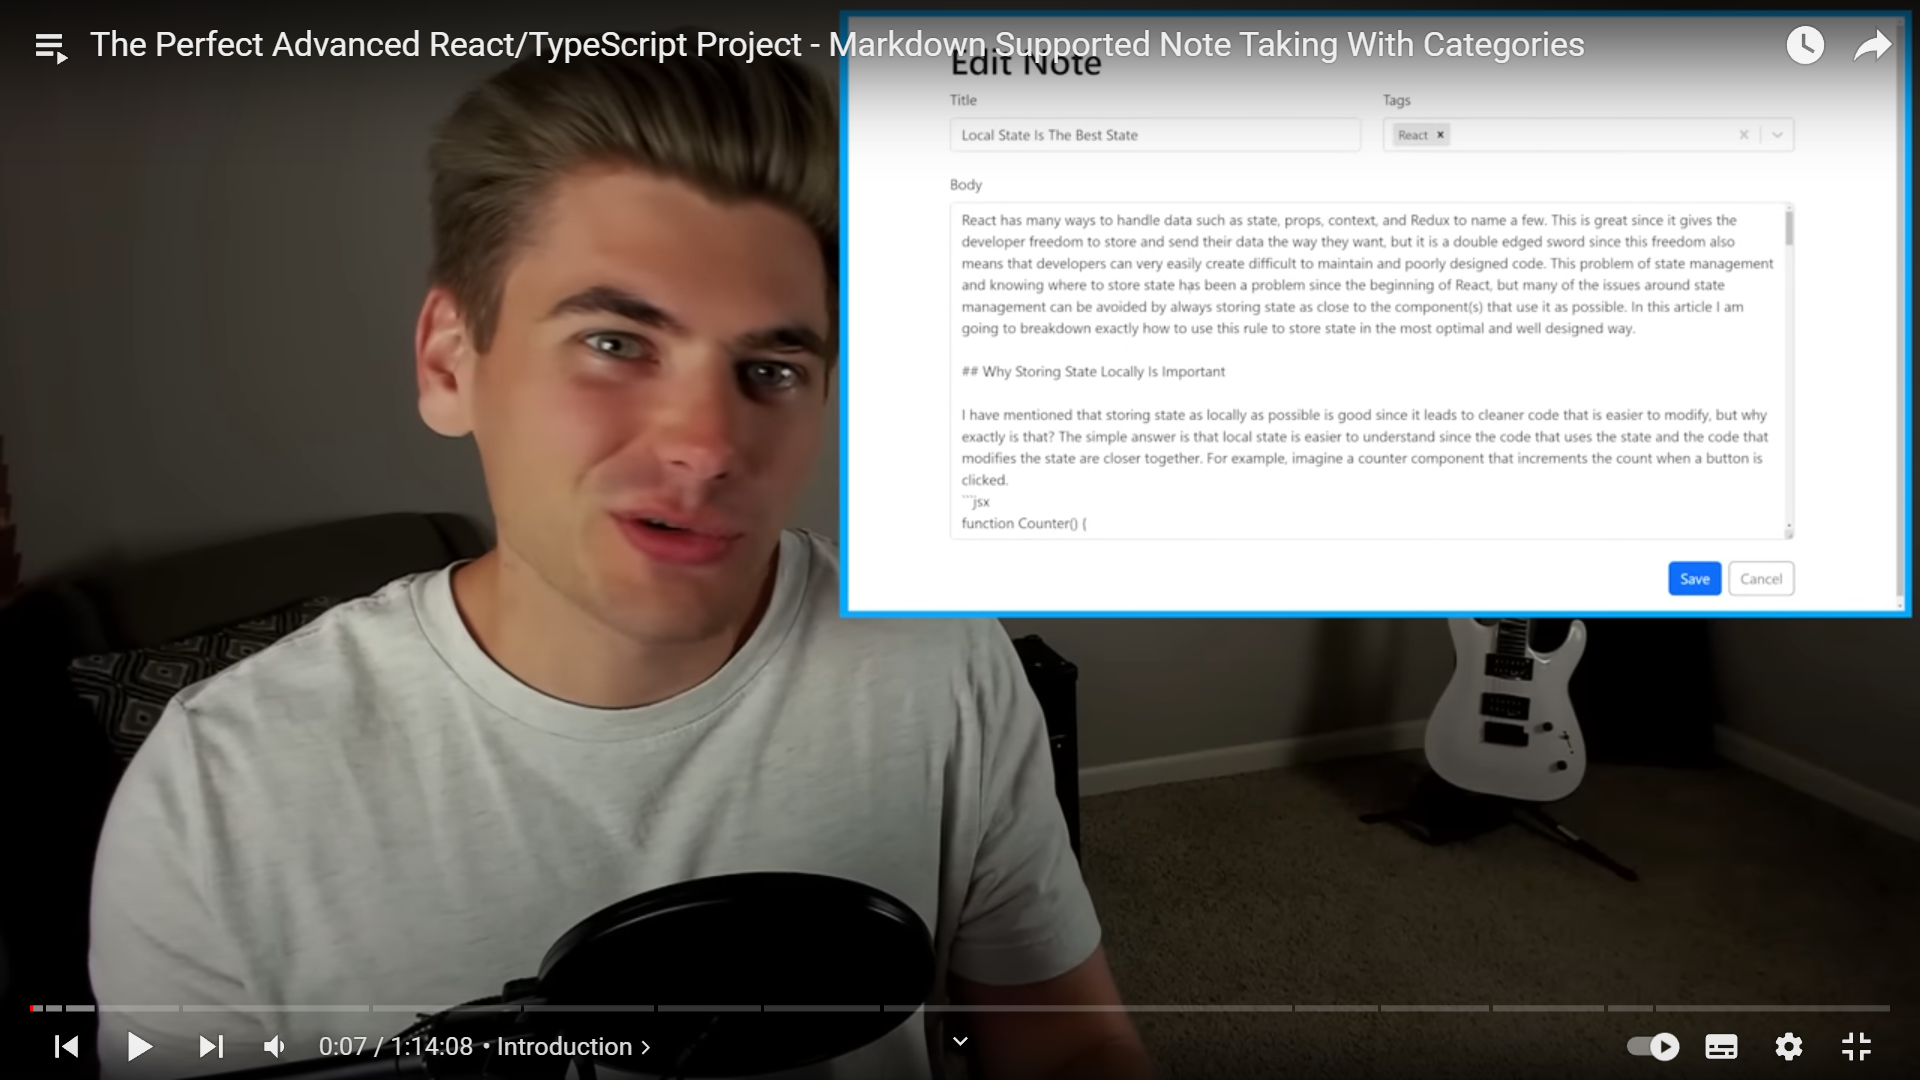 The Perfect Advanced React/TypeScript Project - Markdown Supported Note Taking With Categories
Edit Note
Title
Tags
Local State Is The Best State
React
Body
React has many ways to handle data such as state, props, context, and Redux to name a few. This is great since it gives the
developer freedom to store and send their data the way they want, but it is a double edged sword since this freedom also
means that developers can very easily create difficult to maintain and poorly designed code. This problem of state management
and knowing where to store state has been a problem since the beginning of React, but many of the issues around state
management can be avoided by always storing state as close to the component(s) that use it as possible. In this article I am
going to breakdown exactly how to use this rule to store state in the most optimal and well designed way.
## Why Storing State Locally Is Important
I have mentioned that storing state as locally as possible is good since it leads to cleaner code that is easier to modify, but why
exactly is that? The simple answer is that local state is easier to understand since the code that uses the state and the code that
modifies the state are closer together. For example, imagine a counter component that increments the count when a button is
clicked.
```jsx
function Counter() {
Save
Cancel
0:07 / 1:14:08 • Introduction